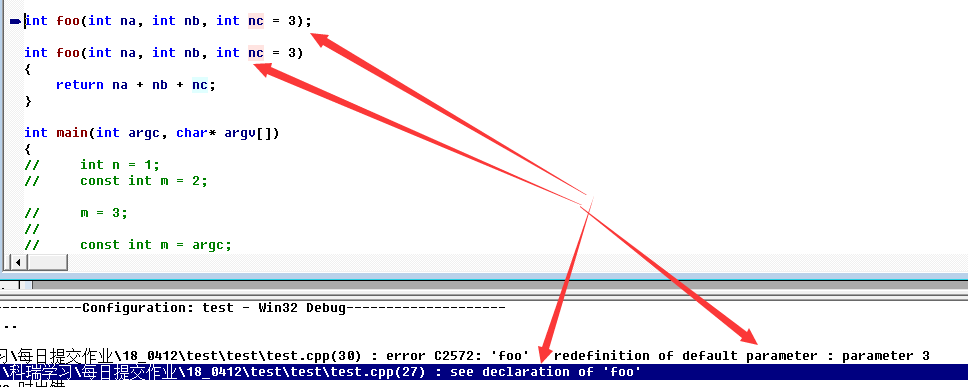 int foo(int na, int nb, int nc = 3);
int foo(int na, int nb, int nc = 3)
{
    return na + nb + nc;
}
int main(int argc, char* argv[])
{
//     int n = 1;
//     const int m = 2;
//     m = 3;
//
//     const int m = argc;
--------------------Configuration: test - Win32 Debug--------------------
..
习\每日提交作业\18_0412\test\test\test.cpp(30) : error C2572: 'foo' redefinition of default parameter : parameter 3
\科瑞学习\每日提交作业\18_0412\test\test\test.cpp(27) : see declaration of 'foo'